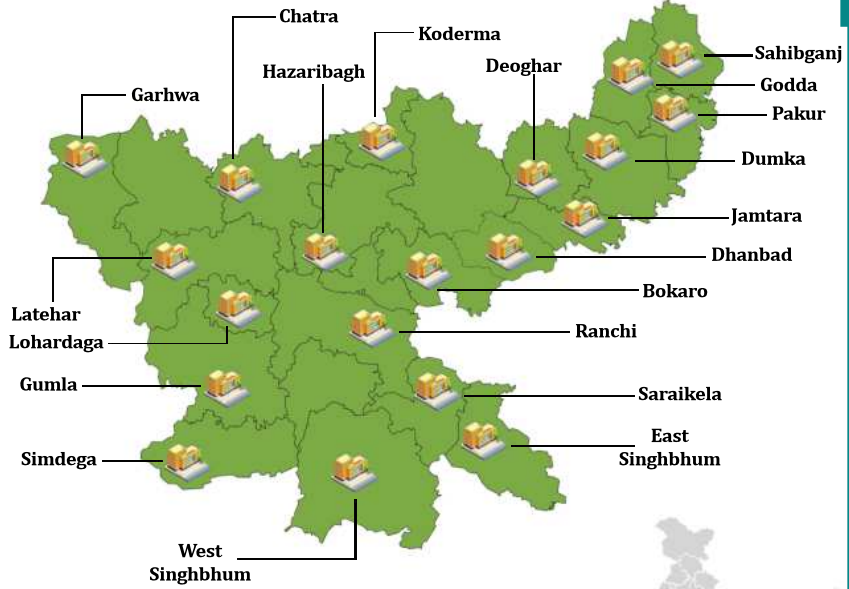 Chatra
Koderma
Sahibganj
Deoghar
Hazaribagh
Godda
Garhwa
Pakur
Dumka
Jamtara
Dhanbad
Bokaro
Latehar
Ranchi
Lohardaga
Gumla
Saraikela
East
Singhbhum
Simdega
West
Singhbhum